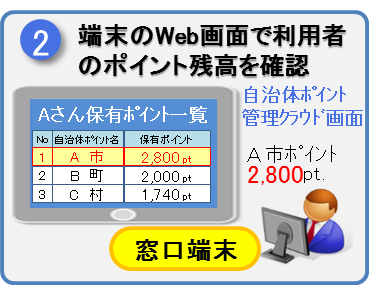 2 端末のWeb画面で利用者
のポイント残高を確認
Aさん保有ポイント一覧
No 自治体ポイント名 保有ポイント
1 A 市 2,800pt
2 B 町 2,000pt
3 C 村 1,740pt
自治体ポイント
管理クラウド画面
A市ポイント
2,800pt.
窓口端末